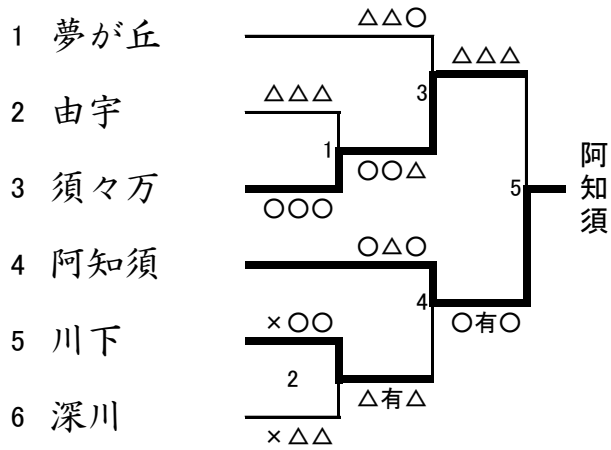 1 夢が丘
2 由宇
3 須々万
4 阿知須
5 川下
6 深川
△△○
△△△
1
○○○
○○△
3
△△△
○△○
×○○
2
×△△
△有△
4
○有○
5
阿知須